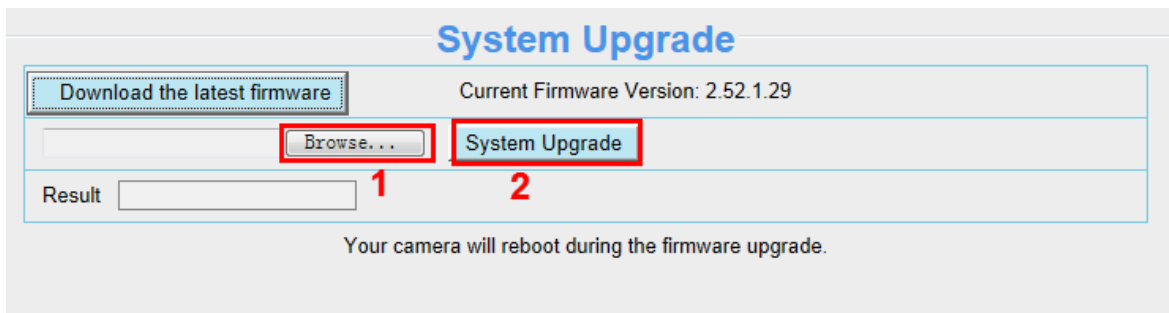 System Upgrade
Download the latest firmware
Current Firmware Version: 2.52.1.29
Browse...
System Upgrade
1
2
Result
Your camera will reboot during the firmware upgrade.